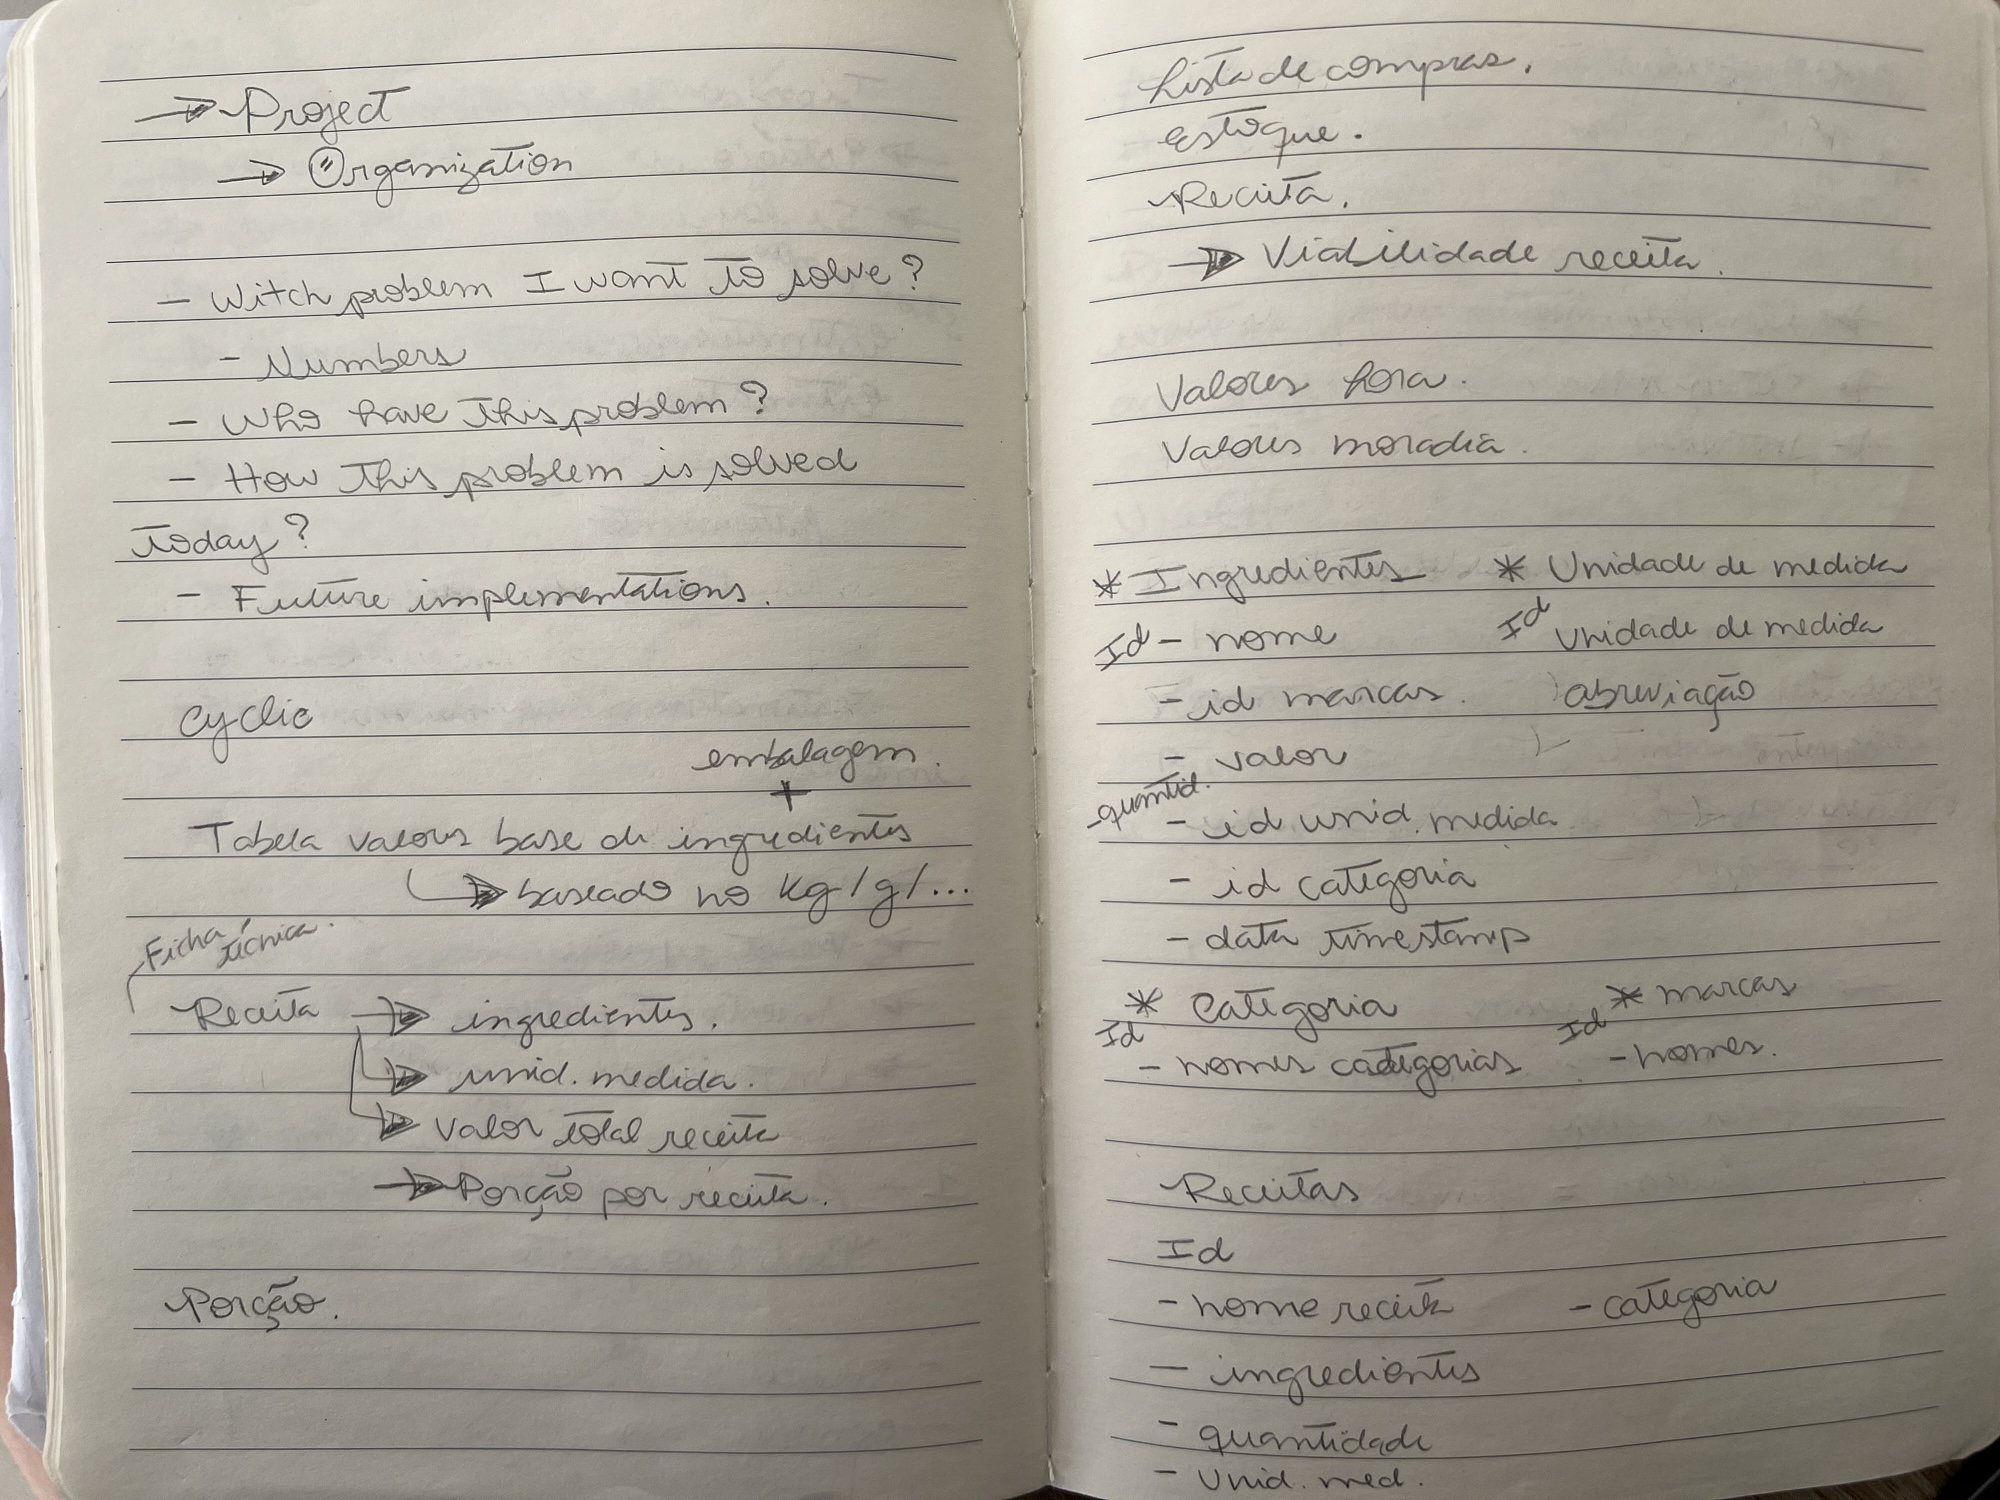 → Project
→ Organization
- Witch problem I want to solve?
- Numbers
- Who have this problem?
- How this problem is solved
today?
- Future implementations.
Cyclic
embalagem.
+
Tabela valores base de ingredientes
→ baseado no Kg/g/...
Ficha técnica.
Receita → ingredientes.
→ unid. medida.
→ Valor total receita
→ Porção por receita.
Porção.
Lista de compras.
Estoque.
Receita.
→ Viabilidade receita.
Valores hora.
Valores moradia.
* Ingredientes * Unidade de medida
Id - nome Id Unidade de medida
- id marcas. abreviação
- valor
- quantid.
- id unid. medida
- id categoria
- data timestamp
* Categoria * marcas
Id - nomes categorias Id - nomes.
Receitas
Id
- nome receita - categoria
- ingredientes
- quantidade
- Unid. med.